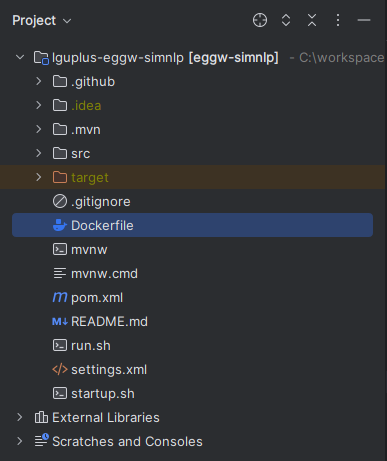 Project
lguplus-eggw-simnlp [eggw-simnlp] - C:\workspace
.github
.idea
.mvn
src
target
.gitignore
Dockerfile
mvnw
mvnw.cmd
m pom.xml
M↓ README.md
run.sh
settings.xml
startup.sh
External Libraries
Scratches and Consoles